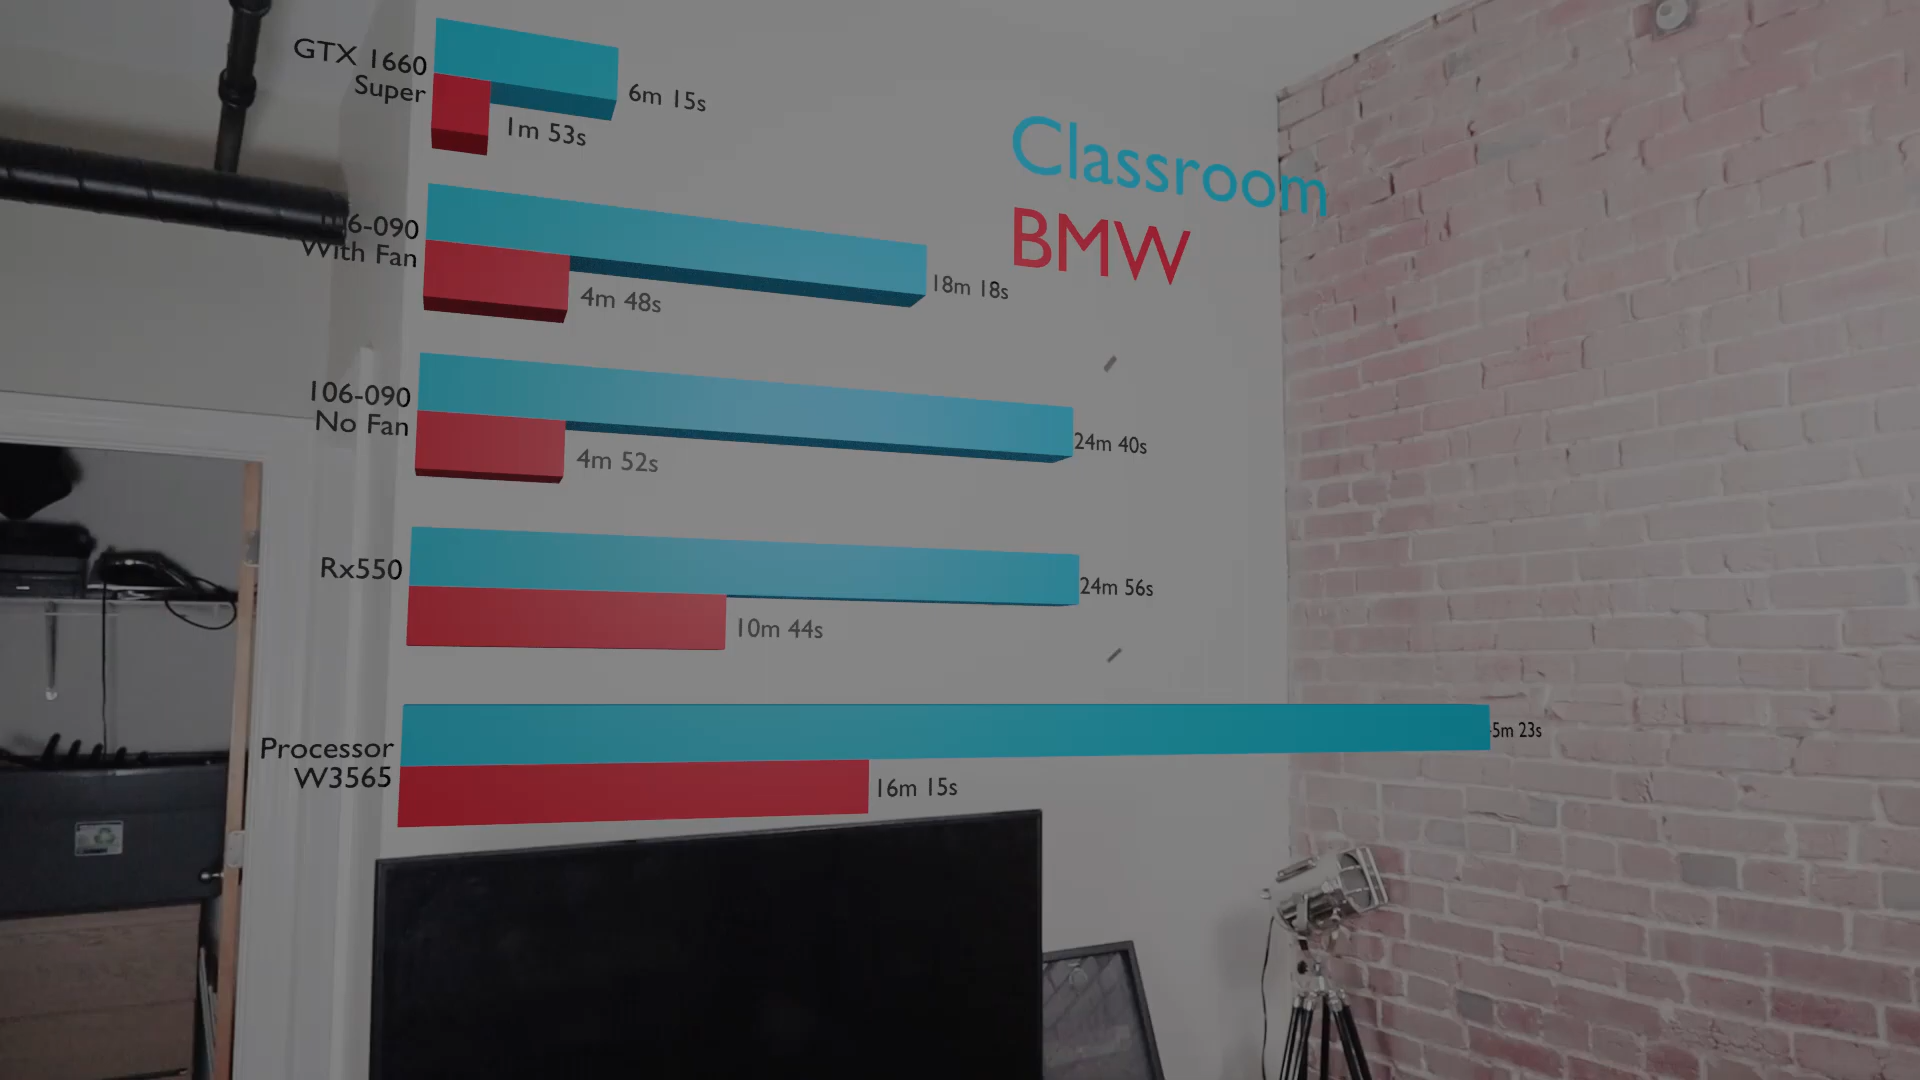 GTX 1660
Super
6m 15s
1m 53s
Classroom
BMW
6-090
With Fan
18m 18s
4m 48s
106-090
No Fan
24m 40s
4m 52s
Rx550
24m 56s
10m 44s
Processor
W3565
5m 23s
16m 15s